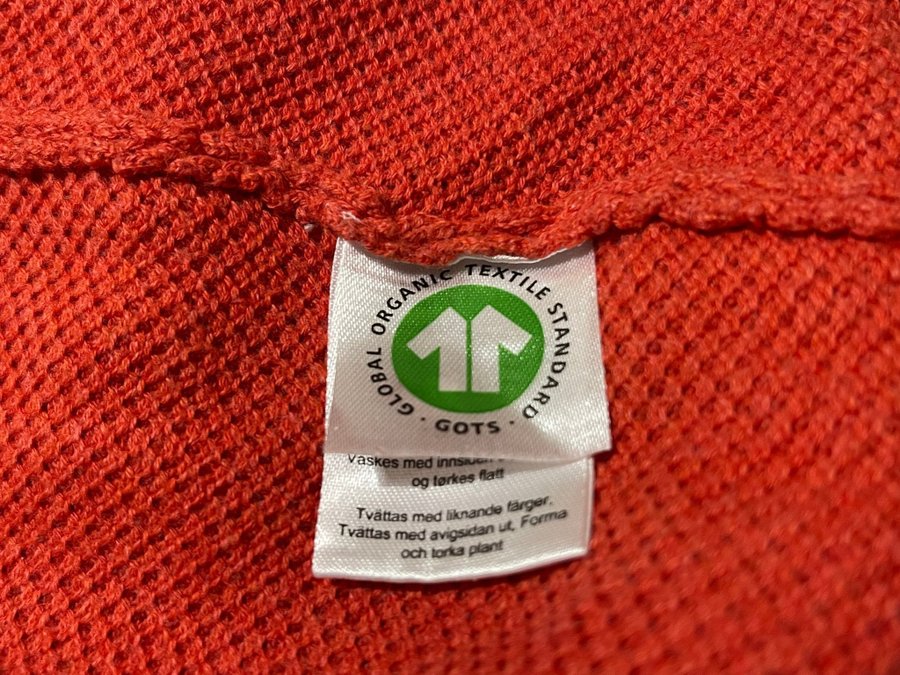 GLOBAL ORGANIC TEXTILE STANDARD
· GOTS ·
Vaskes med innsiden
og tørkes flatt
Tvättas med liknande färger.
Tvättas med avigsidan ut, Forma
och torka plant